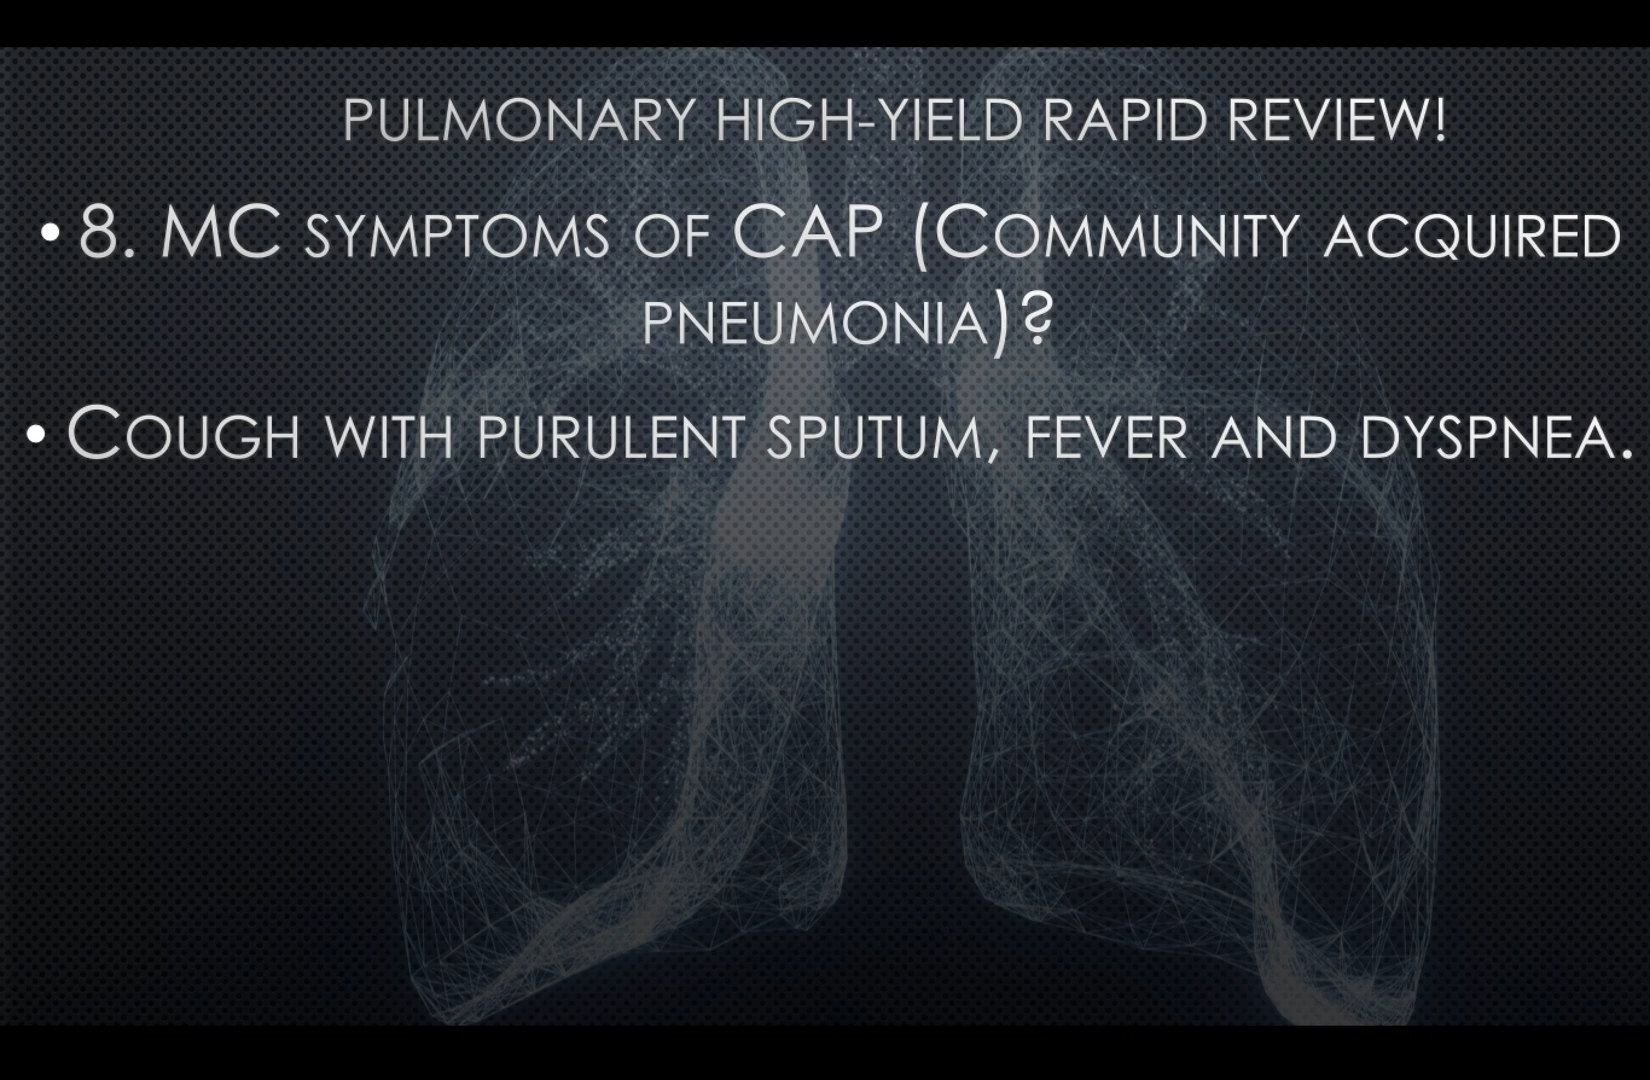 PULMONARY HIGH-YIELD RAPID REVIEW!
• 8. MC SYMPTOMS OF CAP (COMMUNITY ACQUIRED
PNEUMONIA)?
• COUGH WITH PURULENT SPUTUM, FEVER AND DYSPNEA.